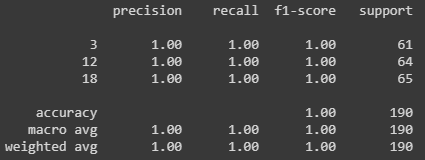 precision recall f1-score support
3 1.00 1.00 1.00 61
12 1.00 1.00 1.00 64
18 1.00 1.00 1.00 65
accuracy 1.00 190
macro avg 1.00 1.00 1.00 190
weighted avg 1.00 1.00 1.00 190